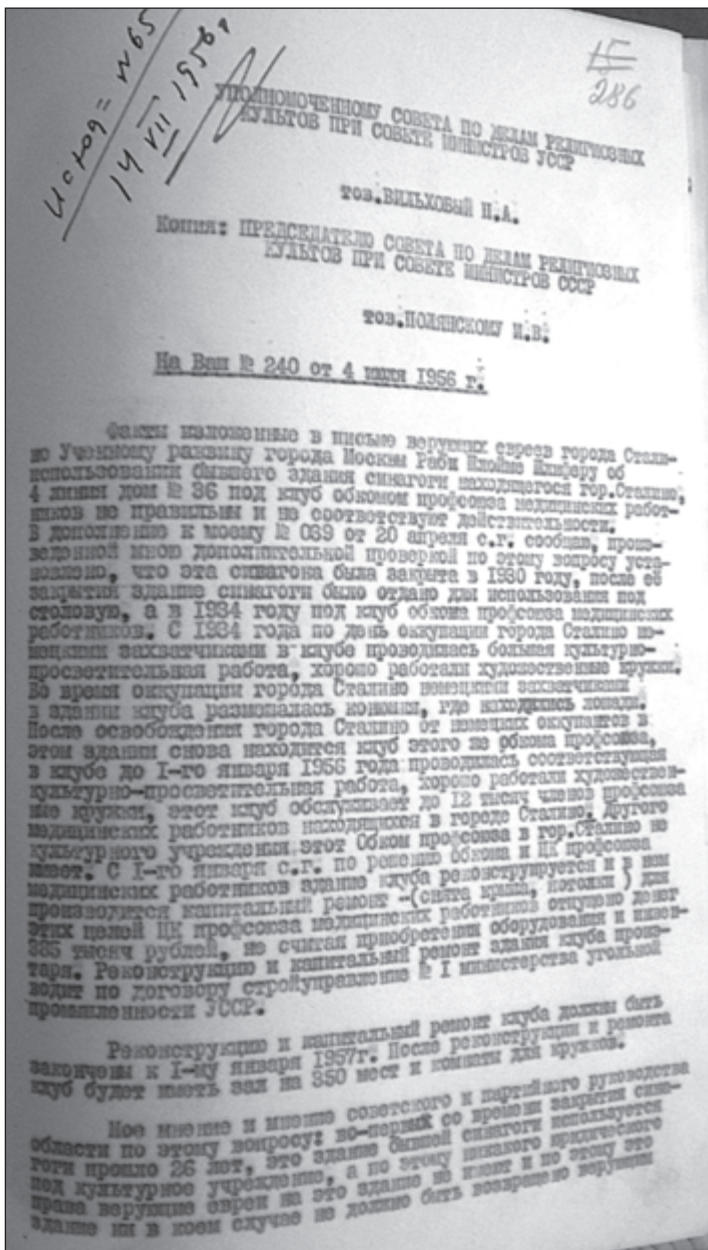 Исход= №65
14 VII 1956г
15
286
УПОЛНОМОЧЕННОМУ СОВЕТА ПО ДЕЛАМ РЕЛИГИОЗНЫХ
КУЛЬТОВ ПРИ СОВЕТЕ МИНИСТРОВ УССР
тов.ВИЛЬХОВЫЙ П.А.
Копия: ПРЕДСЕДАТЕЛЮ СОВЕТА ПО ДЕЛАМ РЕЛИГИОЗНЫХ
КУЛЬТОВ ПРИ СОВЕТЕ МИНИСТРОВ СССР
тов.ПОЛЯНСКОМУ И.В.
На Ваш № 240 от 4 июля 1956 г.
Факты изложенные в письме верующих евреев города Стали-
но Ученному раввину города Москвы Раби Шлойме Шлиферу об
использовании бывшего здания синагоги находящегося гор.Сталино,
4 линия дом № 36 под клуб обкомом профсоюза медицинских работ-
ников не правильны и не соответствуют действительности.
В дополнение к моему № 039 от 20 апреля с.г. сообщаю, произ-
веденной мною дополнительной проверкой по этому вопросу уста-
новлено, что эта синагога была закрыта в 1930 году, после её
закрытия здание синагоги было отдано для использования под
столовую, а в 1934 году под клуб обкома профсоюза медицинских
работников. С 1934 года по день оккупации города Сталино не-
мецкими захватчиками в клубе проводилась большая культурно-
просветительная работа, хорошо работали художественные кружки.
Во время оккупации города Сталино немецкими захватчиками
в здании клуба размещалась конюшня, где находились лошади.
После освобождения города Сталино от немецких оккупантов в
этом здании снова находится клуб этого же обкома профсоюза,
в клубе до I-го января 1956 года проводилась соответствующая
культурно-просветительная работа, хорошо работали художествен-
ные кружки, этот клуб обслуживает до 12 тысяч членов профсоюза
медицинских работников находящихся в городе Сталино. Другого
культурного учреждения этот Обком профсоюза в гор.Сталино не
имеет. С I-го января с.г. по решению обкома и ЦК профсоюза
медицинских работников здание клуба реконструируется и в нем
производится капитальный ремонт -(снята крыша, потолки) для
этих целей ЦК профсоюза медицинских работников отпущено денег
385 тысяч рублей, не считая приобретения оборудования и инвен-
таря. Реконструкцию и капитальный ремонт здания клуба произ-
водит по договору стройуправление № I министерства угольной
промышленности УССР.
Реконструкцию и капитальный ремонт клуба должны быть
закончены к I-му января 1957г. После реконструкции и ремонта
клуб будет иметь зал на 350 мест и комнаты для кружков.
Мое мнение и мнение советского и партийного руководства
области по этому вопросу: во-первых со времени закрытия сина-
гоги прошло 26 лет, это здание бывшей синагоги используется
под культурное учреждение, а по этому никакого юридического
права верующие евреи на это здание не имеют и по этому это
здание ни в коем случае не должно быть возвращено верующим